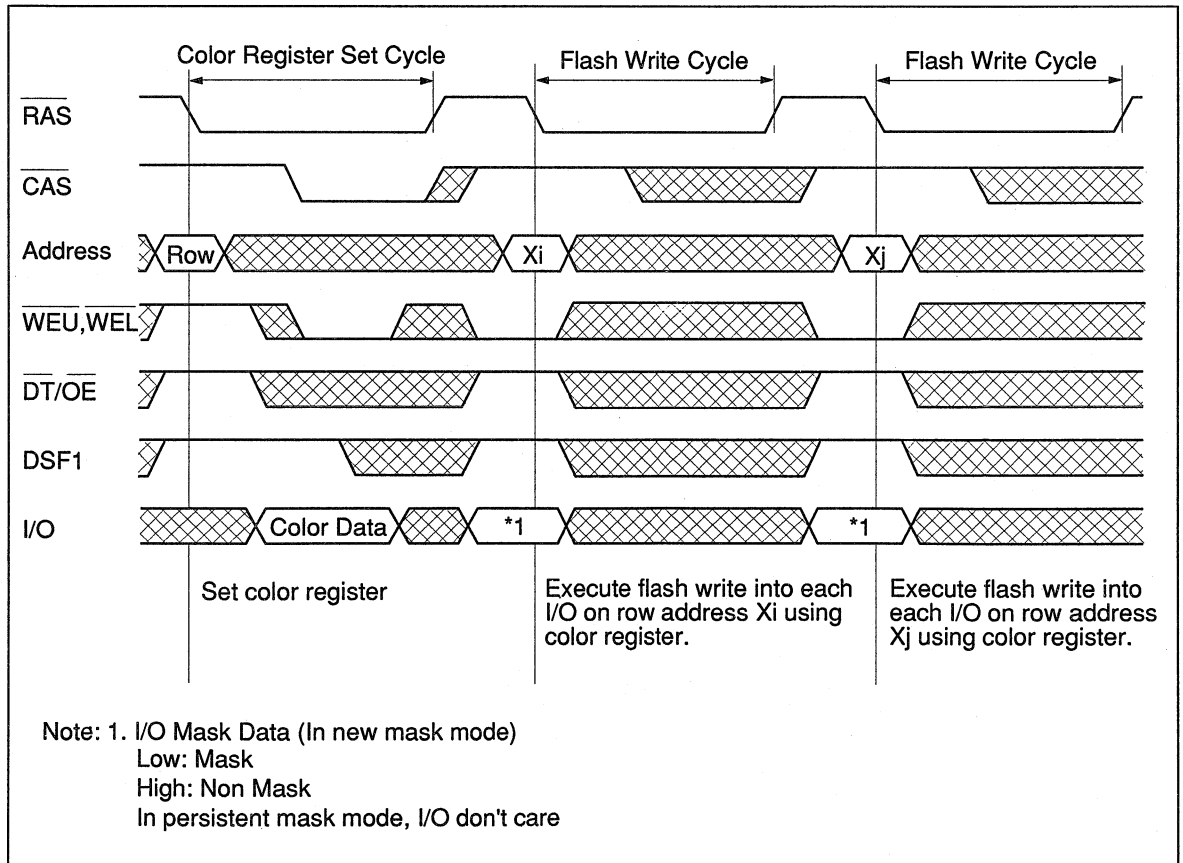 Color Register Set Cycle
Flash Write Cycle
Flash Write Cycle
RAS
CAS
Address
Row
Xi
Xj
WEU,WEL
DT/OE
DSF1
I/O
Color Data
*1
*1
Set color register
Execute flash write into each
I/O on row address Xi using
color register.
Execute flash write into
each I/O on row address
Xj using color register.
Note: 1. I/O Mask Data (In new mask mode)
Low: Mask
High: Non Mask
In persistent mask mode, I/O don't care